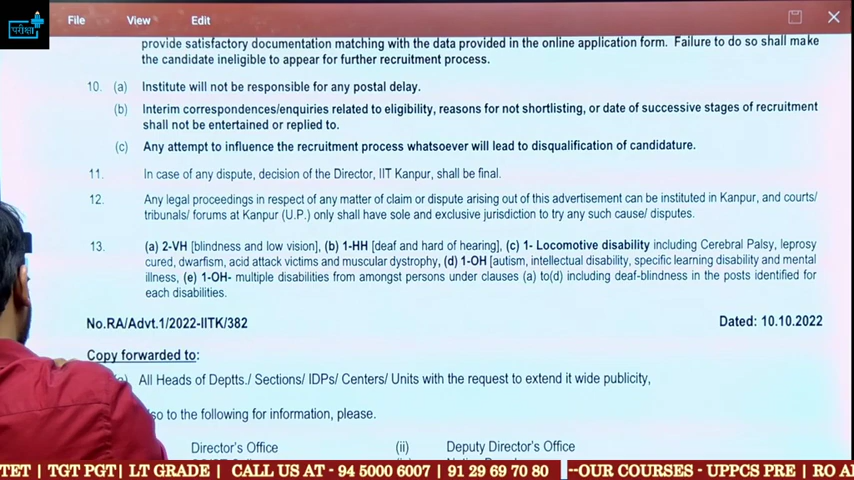 परीक्षा
File View Edit
provide satisfactory documentation matching with the data provided in the online application form. Failure to do so shall make
the candidate ineligible to appear for further recruitment process.
10. (a) Institute will not be responsible for any postal delay.
(b) Interim correspondences/enquiries related to eligibility, reasons for not shortlisting, or date of successive stages of recruitment
shall not be entertained or replied to.
(c) Any attempt to influence the recruitment process whatsoever will lead to disqualification of candidature.
11. In case of any dispute, decision of the Director, IIT Kanpur, shall be final.
12. Any legal proceedings in respect of any matter of claim or dispute arising out of this advertisement can be instituted in Kanpur, and courts/
tribunals/ forums at Kanpur (U.P.) only shall have sole and exclusive jurisdiction to try any such cause/ disputes.
13. (a) 2-VH [blindness and low vision], (b) 1-HH [deaf and hard of hearing], (c) 1- Locomotive disability including Cerebral Palsy, leprosy
cured, dwarfism, acid attack victims and muscular dystrophy, (d) 1-OH [autism, intellectual disability, specific learning disability and mental
illness, (e) 1-OH- multiple disabilities from amongst persons under clauses (a) to(d) including deaf-blindness in the posts identified for
each disabilities.
No.RA/Advt.1/2022-IITK/382 Dated: 10.10.2022
Copy forwarded to:
All Heads of Deptts./ Sections/ IDPs/ Centers/ Units with the request to extend it wide publicity,
to the following for information, please.
Director's Office (ii) Deputy Director's Office
TET | TGT PGT| LT GRADE | CALL US AT - 94 5000 6007 | 91 29 69 70 80 --OUR COURSES - UPPCS PRE | RO